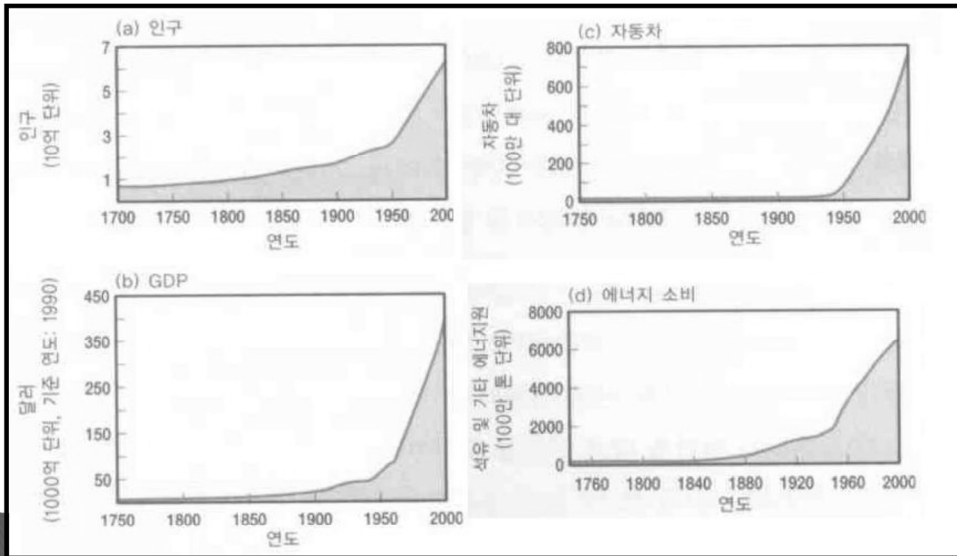 (a) 인구
7
5
3
1
인구
(10억 단위)
1700 1750 1800 1850 1900 1950 2000
연도
(c) 자동차
800
600
400
200
0
자동차
(100만 대 단위)
1750 1800 1850 1900 1950 2000
연도
(b) GDP
450
350
250
150
50
달러
(1000억 단위, 기준 연도: 1990)
1750 1800 1850 1900 1950 2000
연도
(d) 에너지 소비
8000
6000
4000
2000
0
석유 및 기타 에너지원
(100만 톤 단위)
1760 1800 1840 1880 1920 1960 2000
연도